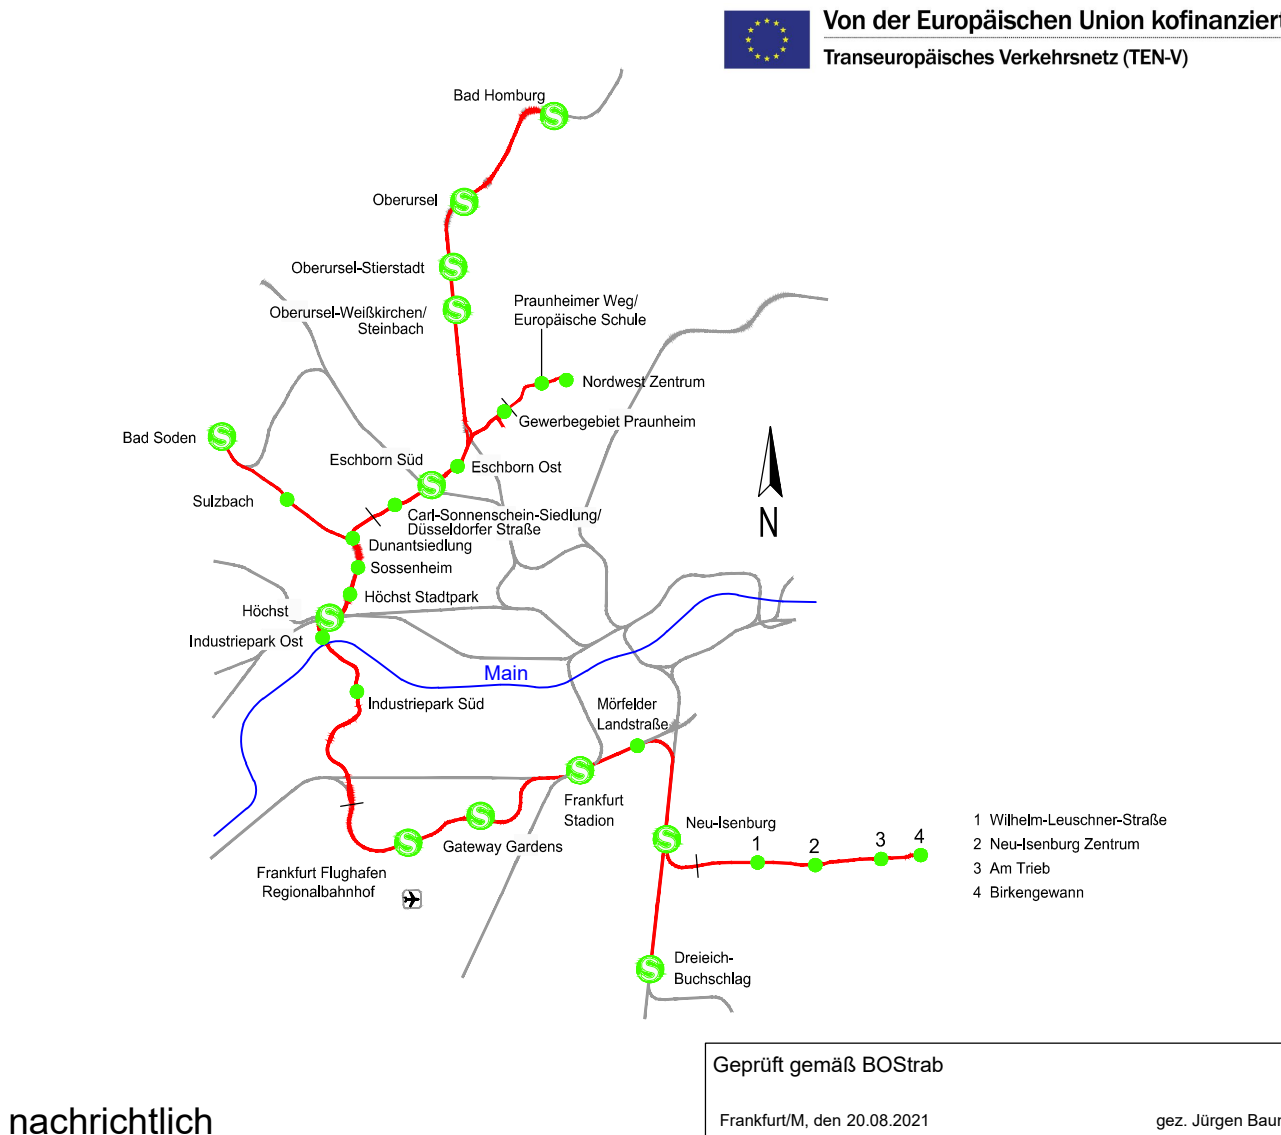 Von der Europäischen Union kofinanziert
Transeuropäisches Verkehrsnetz (TEN-V)
Bad Homburg
Oberursel
Oberursel-Stierstadt
Oberursel-Weißkirchen/
Steinbach
Praunheimer Weg/
Europäische Schule
Nordwest Zentrum
Gewerbegebiet Praunheim
Bad Soden
Eschborn Süd
Eschborn Ost
Sulzbach
Carl-Sonnenschein-Siedlung/
Düsseldorfer Straße
Dunantsiedlung
Sossenheim
Höchst Stadtpark
Höchst
Industriepark Ost
N
Main
Industriepark Süd
Mörfelder
Landstraße
Frankfurt
Stadion
Gateway Gardens
Frankfurt Flughafen
Regionalbahnhof
Neu-Isenburg
1 2 3 4
1 Wilhelm-Leuschner-Straße
2 Neu-Isenburg Zentrum
3 Am Trieb
4 Birkengewann
Dreieich-
Buchschlag
Geprüft gemäß BOStrab
Frankfurt/M, den 20.08.2021 gez. Jürgen Baur
nachrichtlich